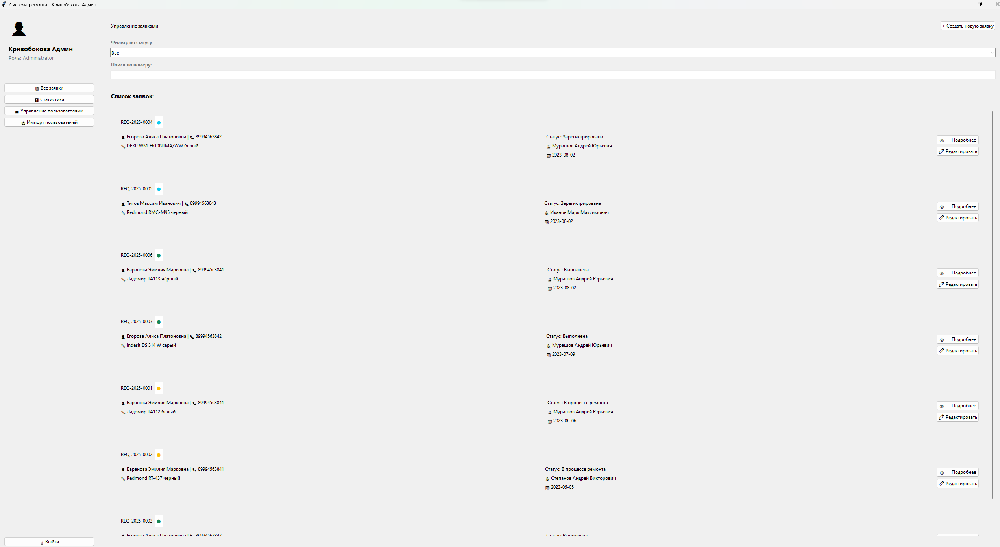 Система ремонта - Кривобокова Админ
Кривобокова Админ
Роль: Administrator
Все заявки
Статистика
Управление пользователями
Импорт пользователей
Выйти
Управление заявками
+ Создать новую заявку
Фильтр по статусу
Все
Поиск по номеру:
Список заявок:
REQ-2025-0004
Егорова Алиса Платоновна | 89994563842
DEXP WM-F610NTMA/WW белый
Статус: Зарегистрирована
Мурашов Андрей Юрьевич
2023-08-02
Подробнее
Редактировать
REQ-2025-0005
Титов Максим Иванович | 89994563843
Redmond RMC-M95 черный
Статус: Зарегистрирована
Иванов Марк Максимович
2023-08-02
Подробнее
Редактировать
REQ-2025-0006
Баранова Эмилия Марковна | 89994563841
Ладомир ТА113 чёрный
Статус: Выполнена
Мурашов Андрей Юрьевич
2023-08-02
Подробнее
Редактировать
REQ-2025-0007
Егорова Алиса Платоновна | 89994563842
Indesit DS 314 W серый
Статус: Выполнена
Мурашов Андрей Юрьевич
2023-07-09
Подробнее
Редактировать
REQ-2025-0001
Баранова Эмилия Марковна | 89994563841
Ладомир ТА112 белый
Статус: В процессе ремонта
Мурашов Андрей Юрьевич
2023-06-06
Подробнее
Редактировать
REQ-2025-0002
Баранова Эмилия Марковна | 89994563841
Redmond RT-437 черный
Статус: В процессе ремонта
Степанов Андрей Викторович
2023-05-05
Подробнее
Редактировать
REQ-2025-0003
Егорова Алиса Платоновна | 89994563842
Статус: Выполнена